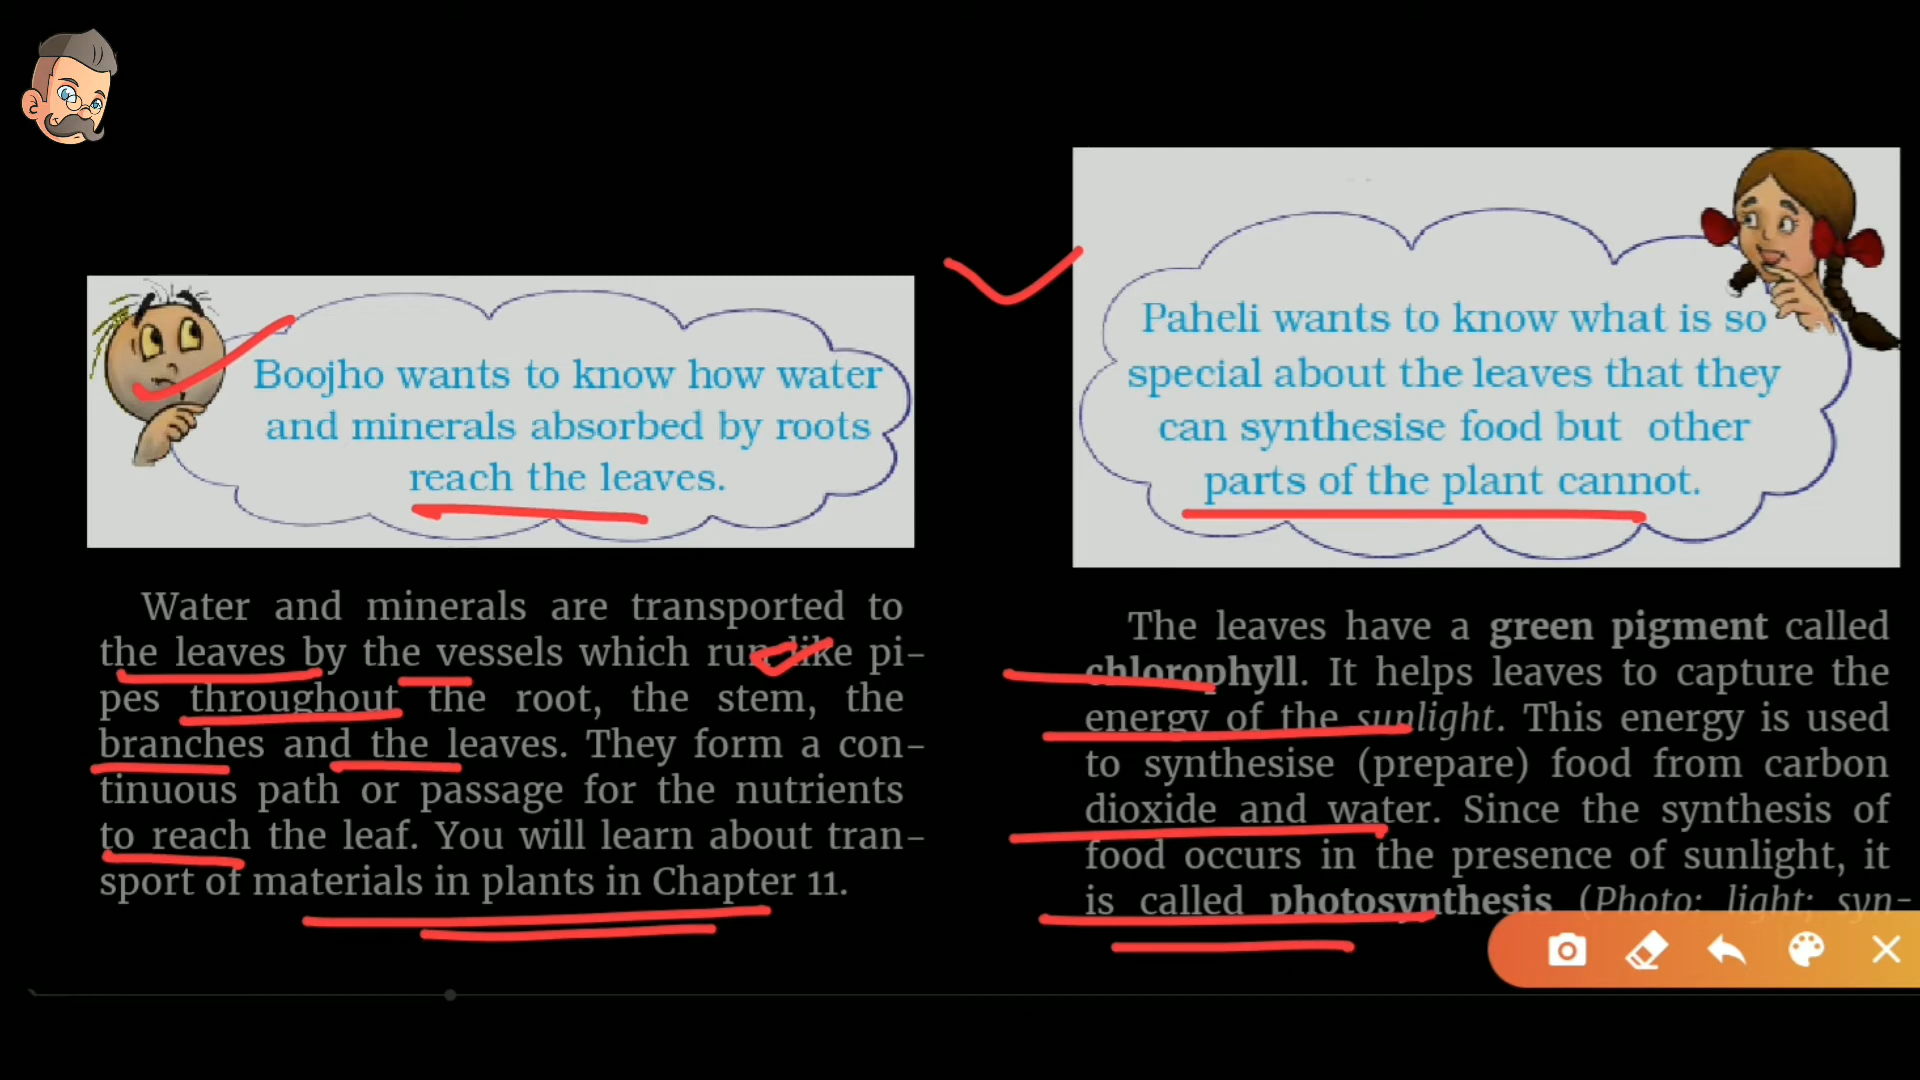 Boojho wants to know how water
and minerals absorbed by roots
reach the leaves.
Water and minerals are transported to
the leaves by the vessels which run like pi-
pes throughout the root, the stem, the
branches and the leaves. They form a con-
tinuous path or passage for the nutrients
to reach the leaf. You will learn about tran-
sport of materials in plants in Chapter 11.
Paheli wants to know what is so
special about the leaves that they
can synthesise food but other
parts of the plant cannot.
The leaves have a green pigment called
chlorophyll. It helps leaves to capture the
energy of the sunlight. This energy is used
to synthesise (prepare) food from carbon
dioxide and water. Since the synthesis of
food occurs in the presence of sunlight, it
is called photosynthesis (Photo: light; syn-